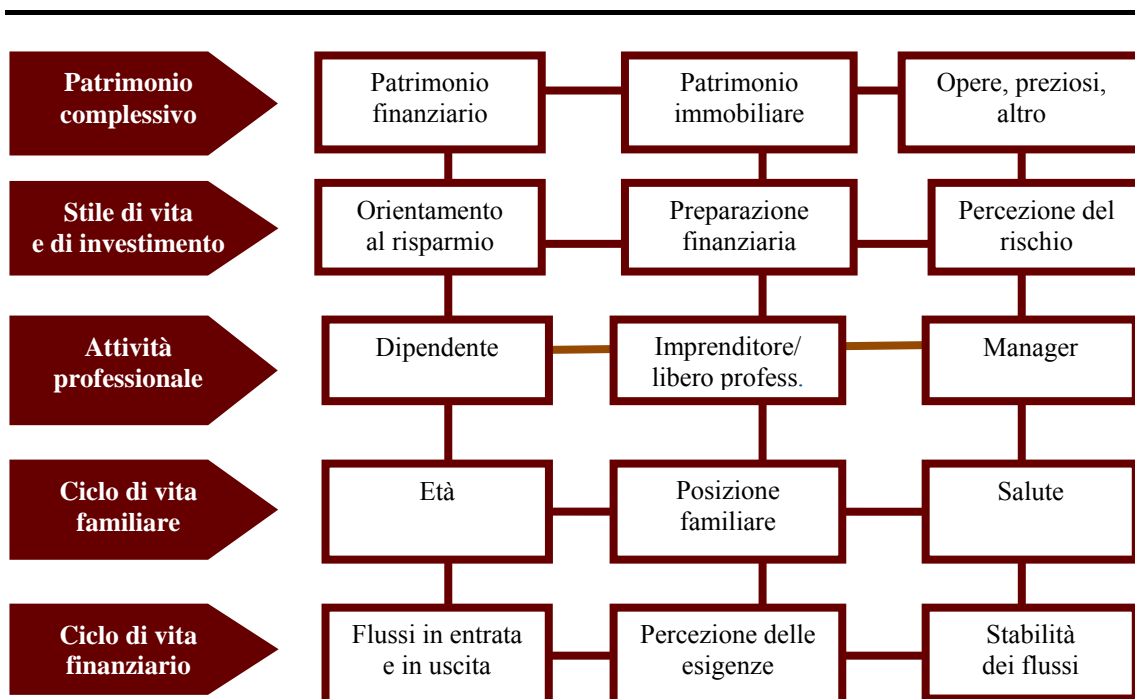 Patrimonio
complessivo
Patrimonio
finanziario
Patrimonio
immobiliare
Opere, preziosi,
altro
Stile di vita
e di investimento
Orientamento
al risparmio
Preparazione
finanziaria
Percezione del
rischio
Attività
professionale
Dipendente
Imprenditore/
libero profess.
Manager
Ciclo di vita
familiare
Età
Posizione
familiare
Salute
Ciclo di vita
finanziario
Flussi in entrata
e in uscita
Percezione delle
esigenze
Stabilità
dei flussi